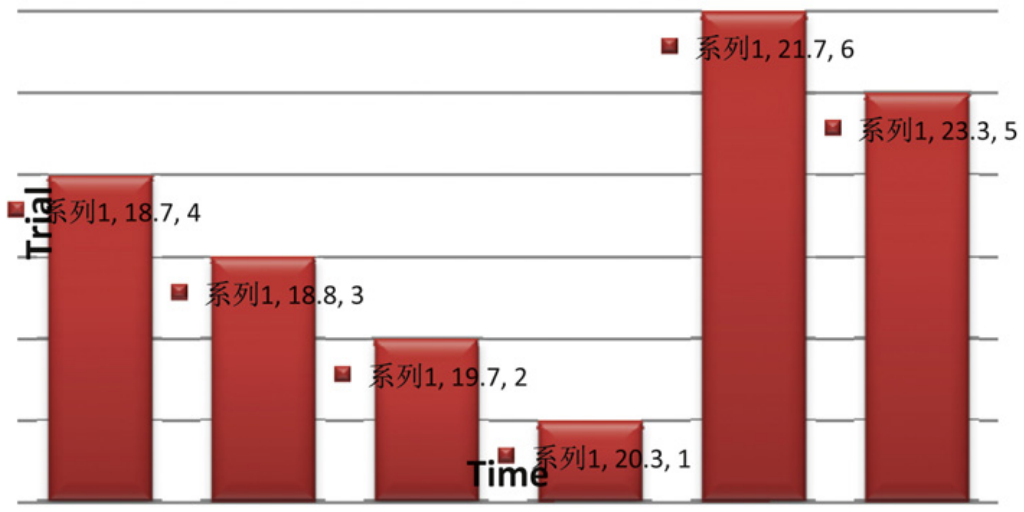 系列1, 21.7, 6
系列1, 23.3, 5
Trial
系列1, 18.7, 4
系列1, 18.8, 3
系列1, 19.7, 2
系列1, 20.3, 1
Time